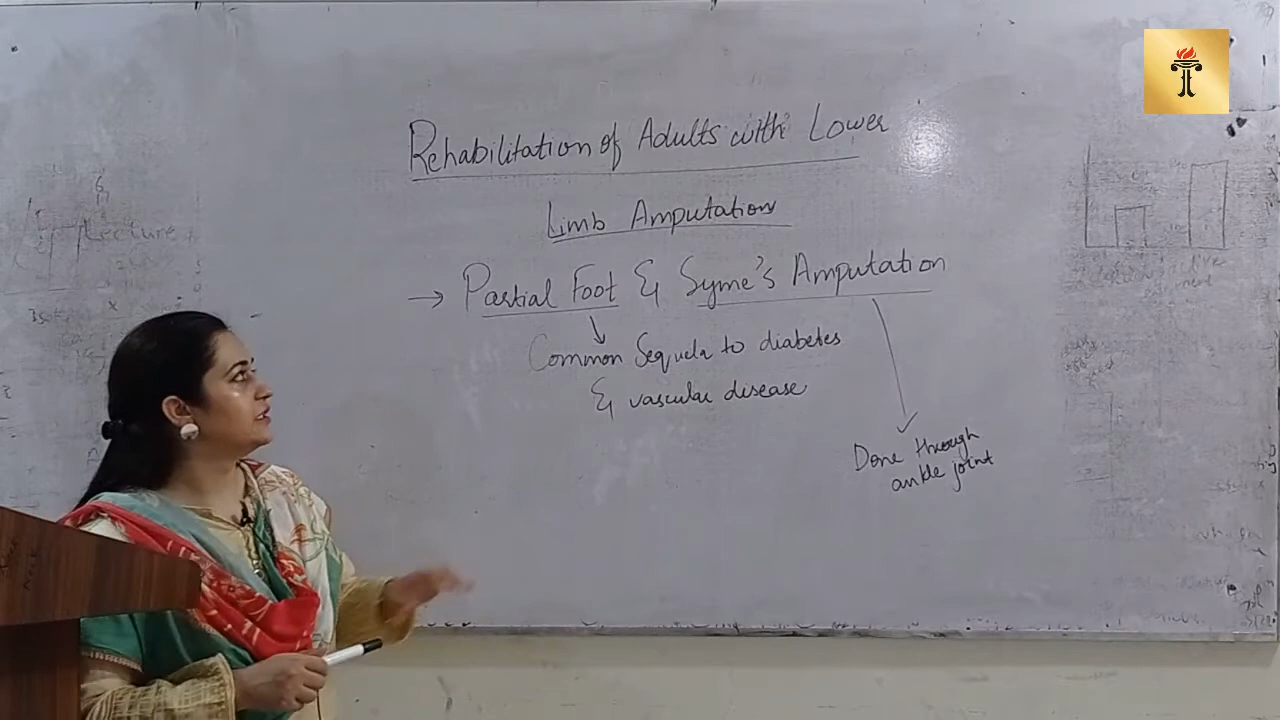 Rehabilitation of Adults with Lower
Limb Amputation
→ Partial Foot & Syme's Amputation
Common Sequela to diabetes
& vascular disease
Done through
ankle joint
Lecture